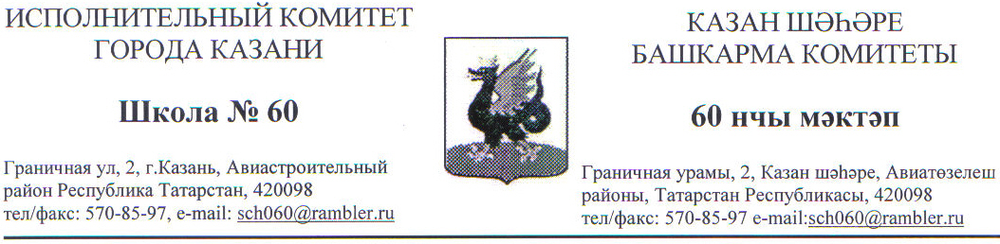 ИСПОЛНИТЕЛЬНЫЙ КОМИТЕТ
ГОРОДА КАЗАНИ
Школа № 60
Граничная ул, 2, г.Казань, Авиастроительный
район Республика Татарстан, 420098
тел/факс: 570-85-97, e-mail: sch060@rambler.ru
КАЗАН ШӘҺӘРЕ
БАШКАРМА КОМИТЕТЫ
60 нчы мәктәп
Граничная урамы, 2, Казан шәһәре, Авиатөзелеш
районы, Татарстан Республикасы, 420098
тел/факс: 570-85-97 e-mail:sch060@rambler.ru